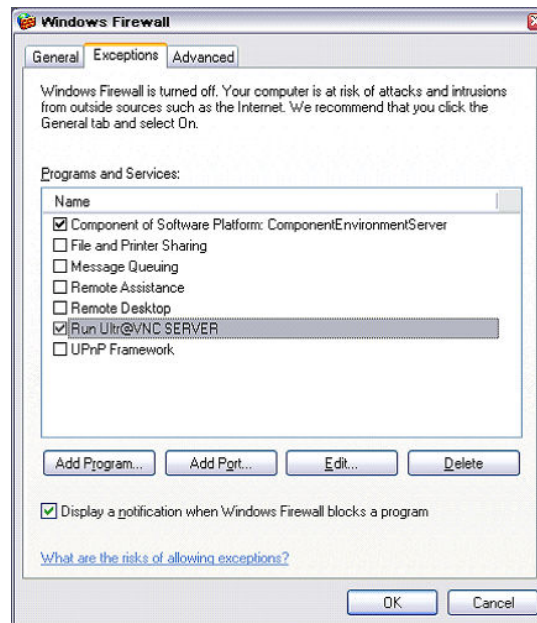 Windows Firewall
General Exceptions Advanced
Windows Firewall is turned off. Your computer is at risk of attacks and intrusions
from outside sources such as the Internet. We recommend that you click the
General tab and select On.
Programs and Services:
Name
Component of Software Platform: ComponentEnvironmentServer
File and Printer Sharing
Message Queuing
Remote Assistance
Remote Desktop
Run Ultr@VNC SERVER
UPnP Framework
Add Program... Add Port... Edit... Delete
Display a notification when Windows Firewall blocks a program
What are the risks of allowing exceptions?
OK Cancel